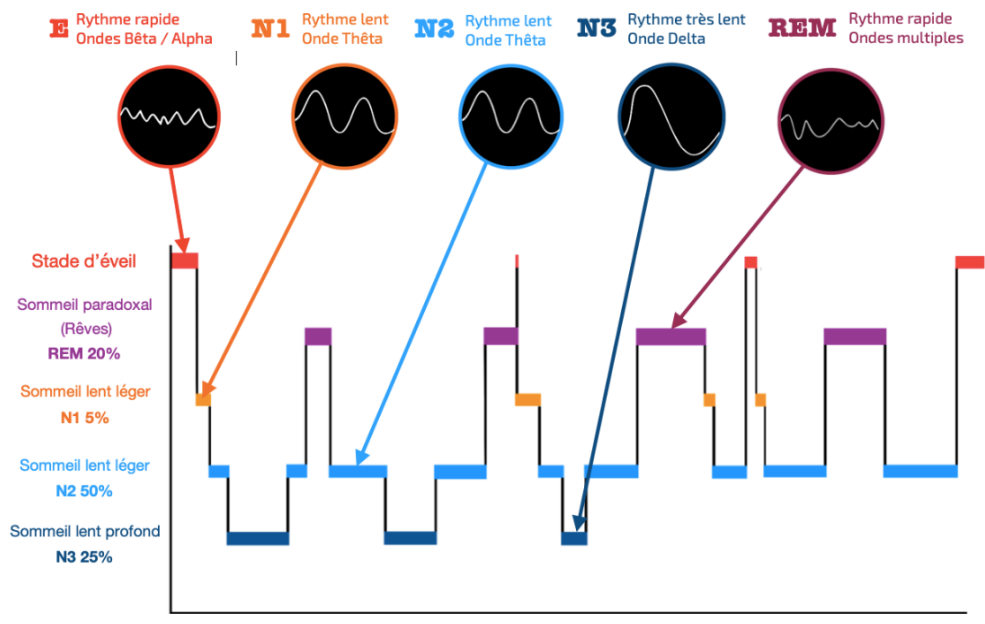 E Rythme rapide
Ondes Bêta / Alpha
N1 Rythme lent
Onde Thêta
N2 Rythme lent
Onde Thêta
N3 Rythme très lent
Onde Delta
REM Rythme rapide
Ondes multiples
Stade d'éveil
Sommeil paradoxal
(Rêves)
REM 20%
Sommeil lent léger
N1 5%
Sommeil lent léger
N2 50%
Sommeil lent profond
N3 25%